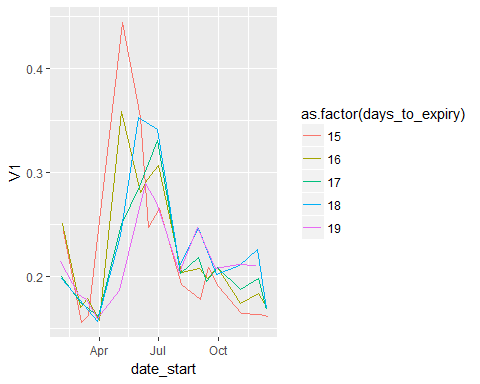 0.4
0.3
0.2
V1
Apr Jul Oct
date_start
as.factor(days_to_expiry)
15
16
17
18
19